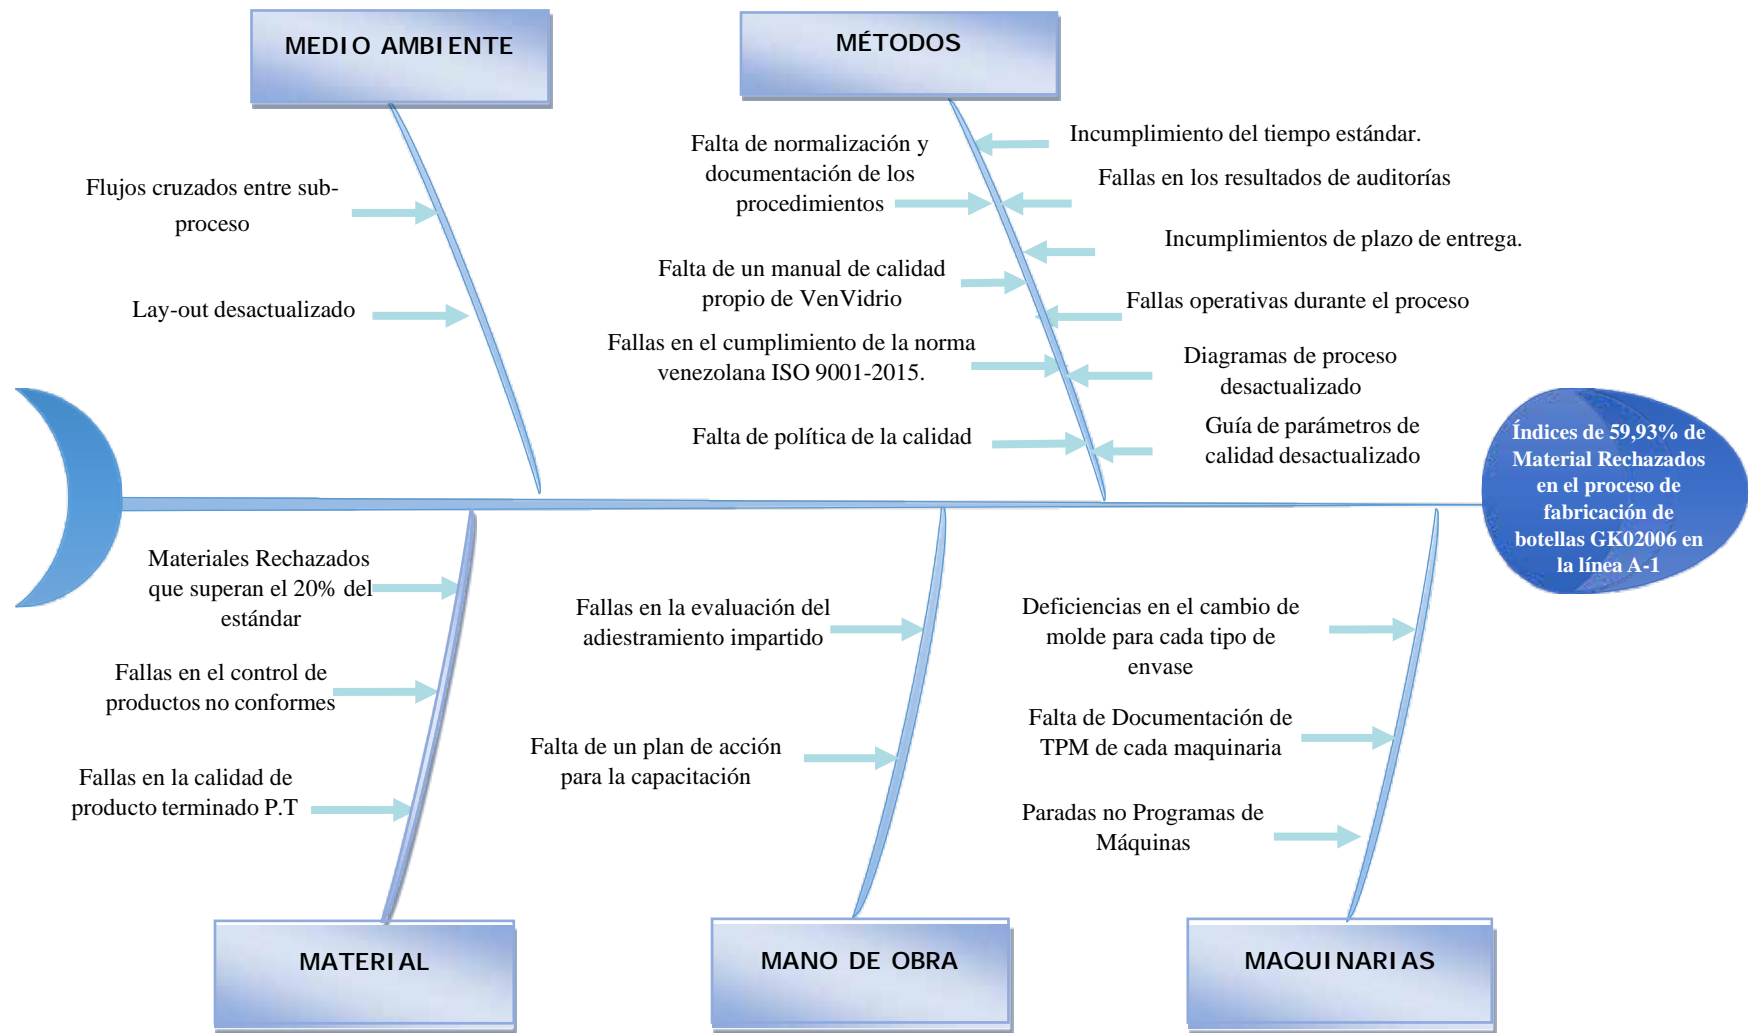 MEDIO AMBIENTE
MÉTODOS
Flujos cruzados entre sub-
proceso
Lay-out desactualizado
Falta de normalización y
documentación de los
procedimientos
Falta de un manual de calidad
propio de VenVidrio
Fallas en el cumplimiento de la norma
venezolana ISO 9001-2015.
Falta de política de la calidad
Incumplimiento del tiempo estándar.
Fallas en los resultados de auditorías
Incumplimientos de plazo de entrega.
Fallas operativas durante el proceso
Diagramas de proceso
desactualizado
Guía de parámetros de
calidad desactualizado
Índices de 59,93% de
Material Rechazados
en el proceso de
fabricación de
botellas GK02006 en
la línea A-1
Materiales Rechazados
que superan el 20% del
estándar
Fallas en el control de
productos no conformes
Fallas en la calidad de
producto terminado P.T
Fallas en la evaluación del
adiestramiento impartido
Falta de un plan de acción
para la capacitación
Deficiencias en el cambio de
molde para cada tipo de
envase
Falta de Documentación de
TPM de cada maquinaria
Paradas no Programas de
Máquinas
MATERIAL
MANO DE OBRA
MAQUINARIAS